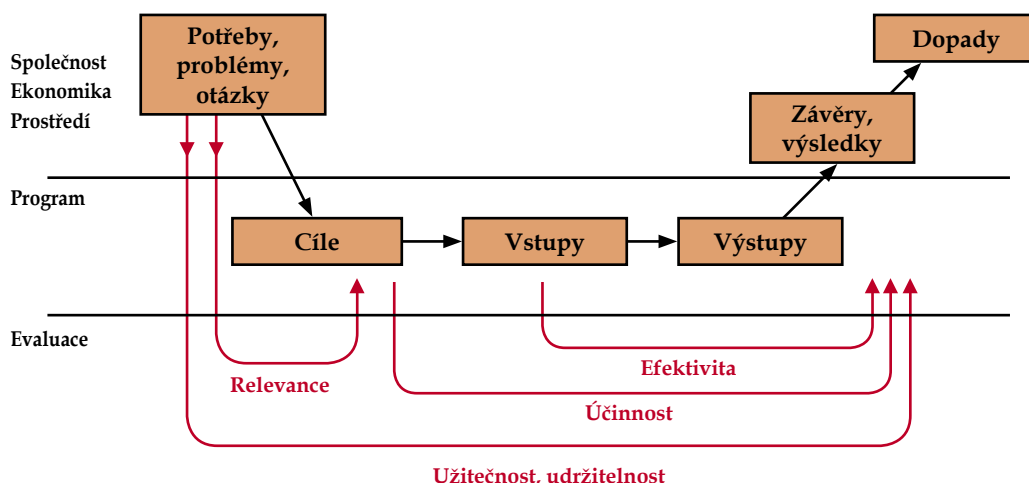 Potřeby,
problémy,
otázky
Dopady
Společnost
Ekonomika
Prostředí
Závěry,
výsledky
Program
Cíle
Vstupy
Výstupy
Evaluace
Efektivita
Relevance
Účinnost
Užitečnost, udržitelnost